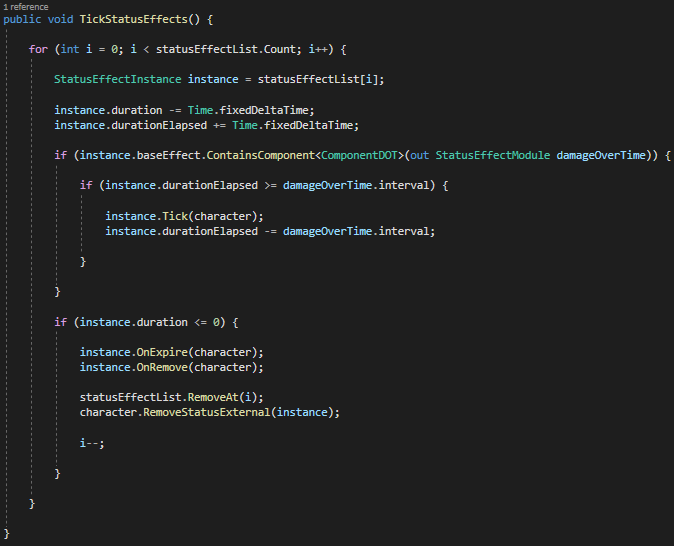 1 reference
public void TickStatusEffects() {
for (int i = 0; i < statusEffectList.Count; i++) {
StatusEffectInstance instance = statusEffectList[i];
instance.duration -= Time.fixedDeltaTime;
instance.durationElapsed += Time.fixedDeltaTime;
if (instance.baseEffect.ContainsComponent<ComponentDOT>(out StatusEffectModule damageOverTime)) {
if (instance.durationElapsed >= damageOverTime.interval) {
instance.Tick(character);
instance.durationElapsed -= damageOverTime.interval;
}
}
if (instance.duration <= 0) {
instance.OnExpire(character);
instance.OnRemove(character);
statusEffectList.RemoveAt(i);
character.RemoveStatusExternal(instance);
i--;
}
}
}